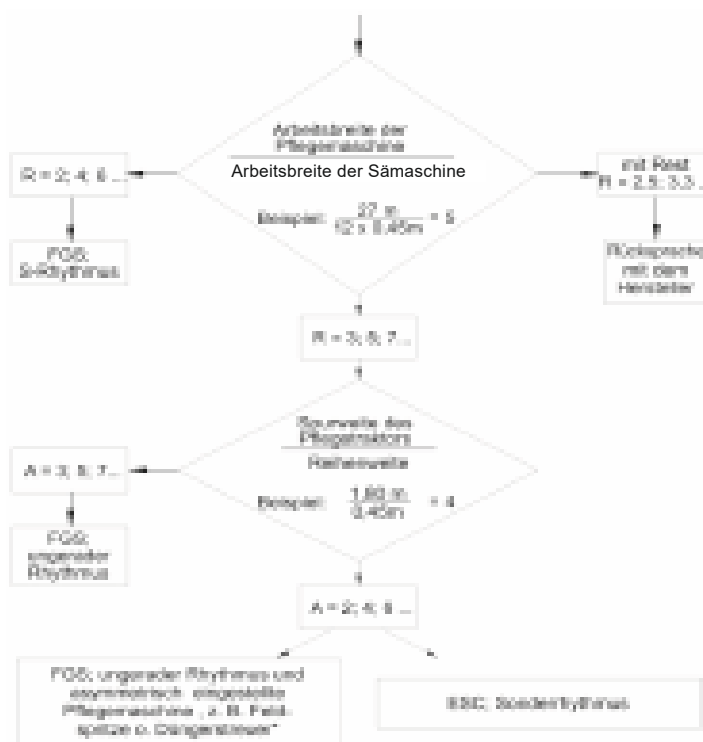 Arbeitsbreite der
Pflegemaschine
Arbeitsbreite der Sämaschine
Beispiel: 27 m
12 x 0,45m = 5
R = 2; 4; 6 ...
FGS;
S-Rhythmus
mit Rest
R = 2,5; 3,3 ...
Rücksprache
mit dem
Hersteller
R = 3; 5; 7...
Spurweite des
Pflegetraktors
Reihenweite
Beispiel: 1,80 m
0,45m = 4
A = 3; 5; 7...
FGS;
ungerader
Rhythmus
A = 2; 4; 6 ...
FGS; ungerader Rhythmus und
asymmetrisch eingestellte
Pflegemaschine „z. B. Feld-
spritze o. Düngerstreuer"
ESC; Sonderrhythmus